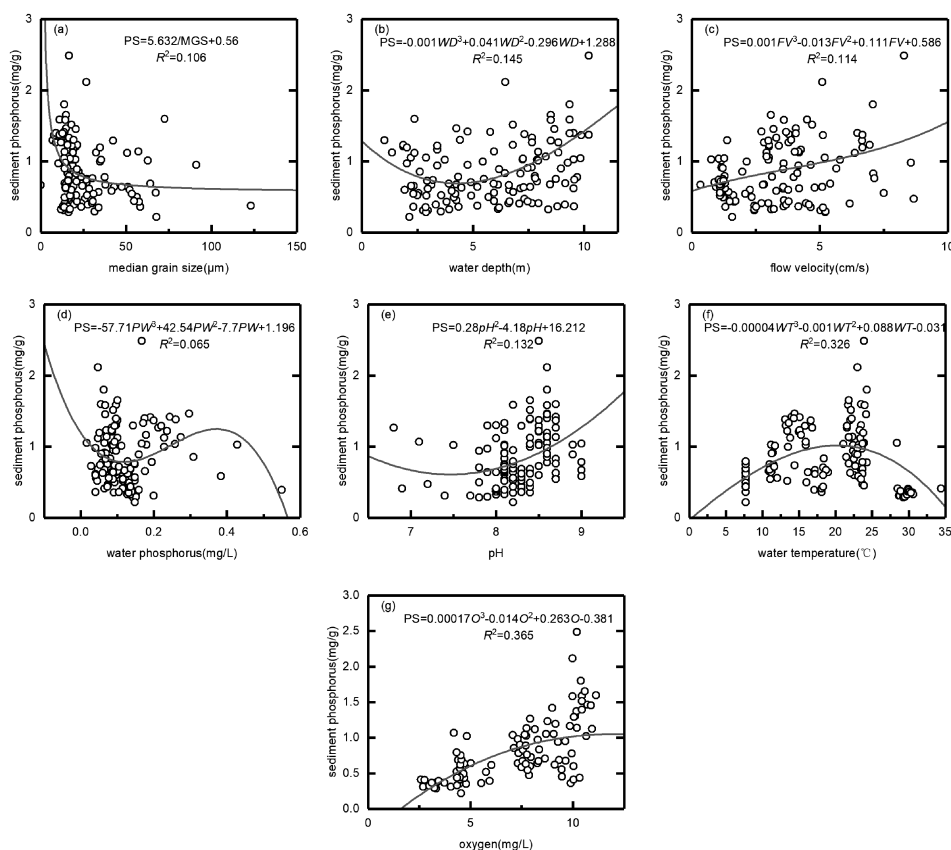 (a)
PS=5.632/MGS+0.56
R²=0.106
sediment phosphorus(mg/g)
3
2
1
0
0 50 100 150
median grain size(μm)
(b)
PS=-0.001WD³+0.041WD²-0.296WD+1.288
R²=0.145
sediment phosphorus(mg/g)
3
2
1
0
0 5 10
water depth(m)
(c)
PS=0.001FV³-0.013FV²+0.111FV+0.586
R²=0.114
sediment phosphorus(mg/g)
3
2
1
0
0 5 10
flow velocity(cm/s)
(d)
PS=-57.71PW³+42.54PW²-7.7PW+1.196
R²=0.065
sediment phosphorus(mg/g)
3
2
1
0
0.0 0.2 0.4 0.6
water phosphorus(mg/L)
(e)
PS=0.28pH²-4.18pH+16.212
R²=0.132
sediment phosphorus(mg/g)
3
2
1
0
7 8 9
pH
(f)
PS=-0.00004WT³-0.001WT²+0.088WT-0.031
R²=0.326
sediment phosphorus(mg/g)
3
2
1
0
0 5 10 15 20 25 30 35
water temperature(℃)
(g)
PS=0.00017O³-0.014O²+0.263O-0.381
R²=0.365
sediment phosphorus(mg/g)
3.0
2.5
2.0
1.5
1.0
0.5
0.0
0 5 10
oxygen(mg/L)